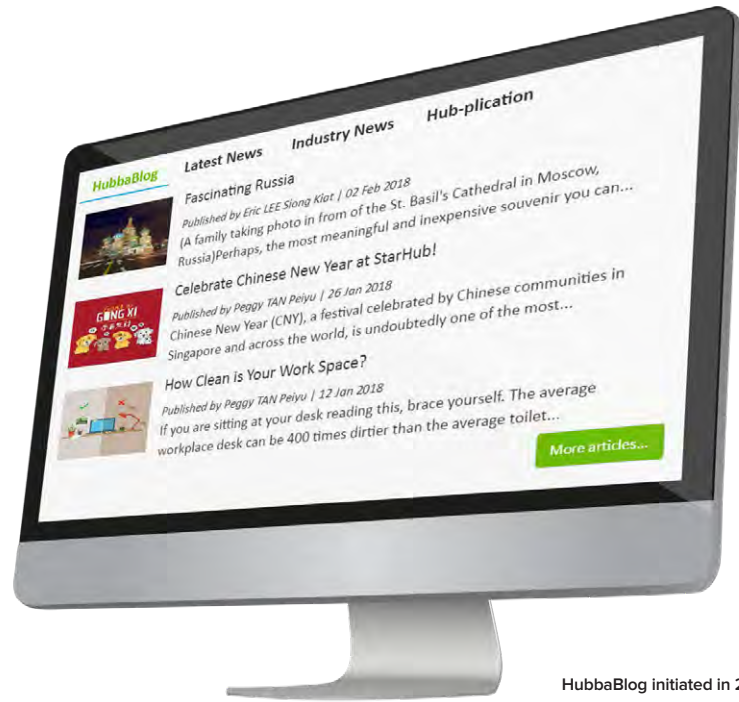 HubbaBlog
Latest News
Industry News
Hub-plication
Fascinating Russia
Published by Eric LEE Siong Kiat | 02 Feb 2018
(A family taking photo in from of the St. Basil's Cathedral in Moscow,
Russia)Perhaps, the most meaningful and inexpensive souvenir you can...
Celebrate Chinese New Year at StarHub!
Published by Peggy TAN Peiyu | 26 Jan 2018
Chinese New Year (CNY), a festival celebrated by Chinese communities in
Singapore and across the world, is undoubtedly one of the most...
GONG XI
How Clean is Your Work Space?
Published by Peggy TAN Peiyu | 12 Jan 2018
If you are sitting at your desk reading this, brace yourself. The average
workplace desk can be 400 times dirtier than the average toilet...
More articles...
HubbaBlog initiated in 2